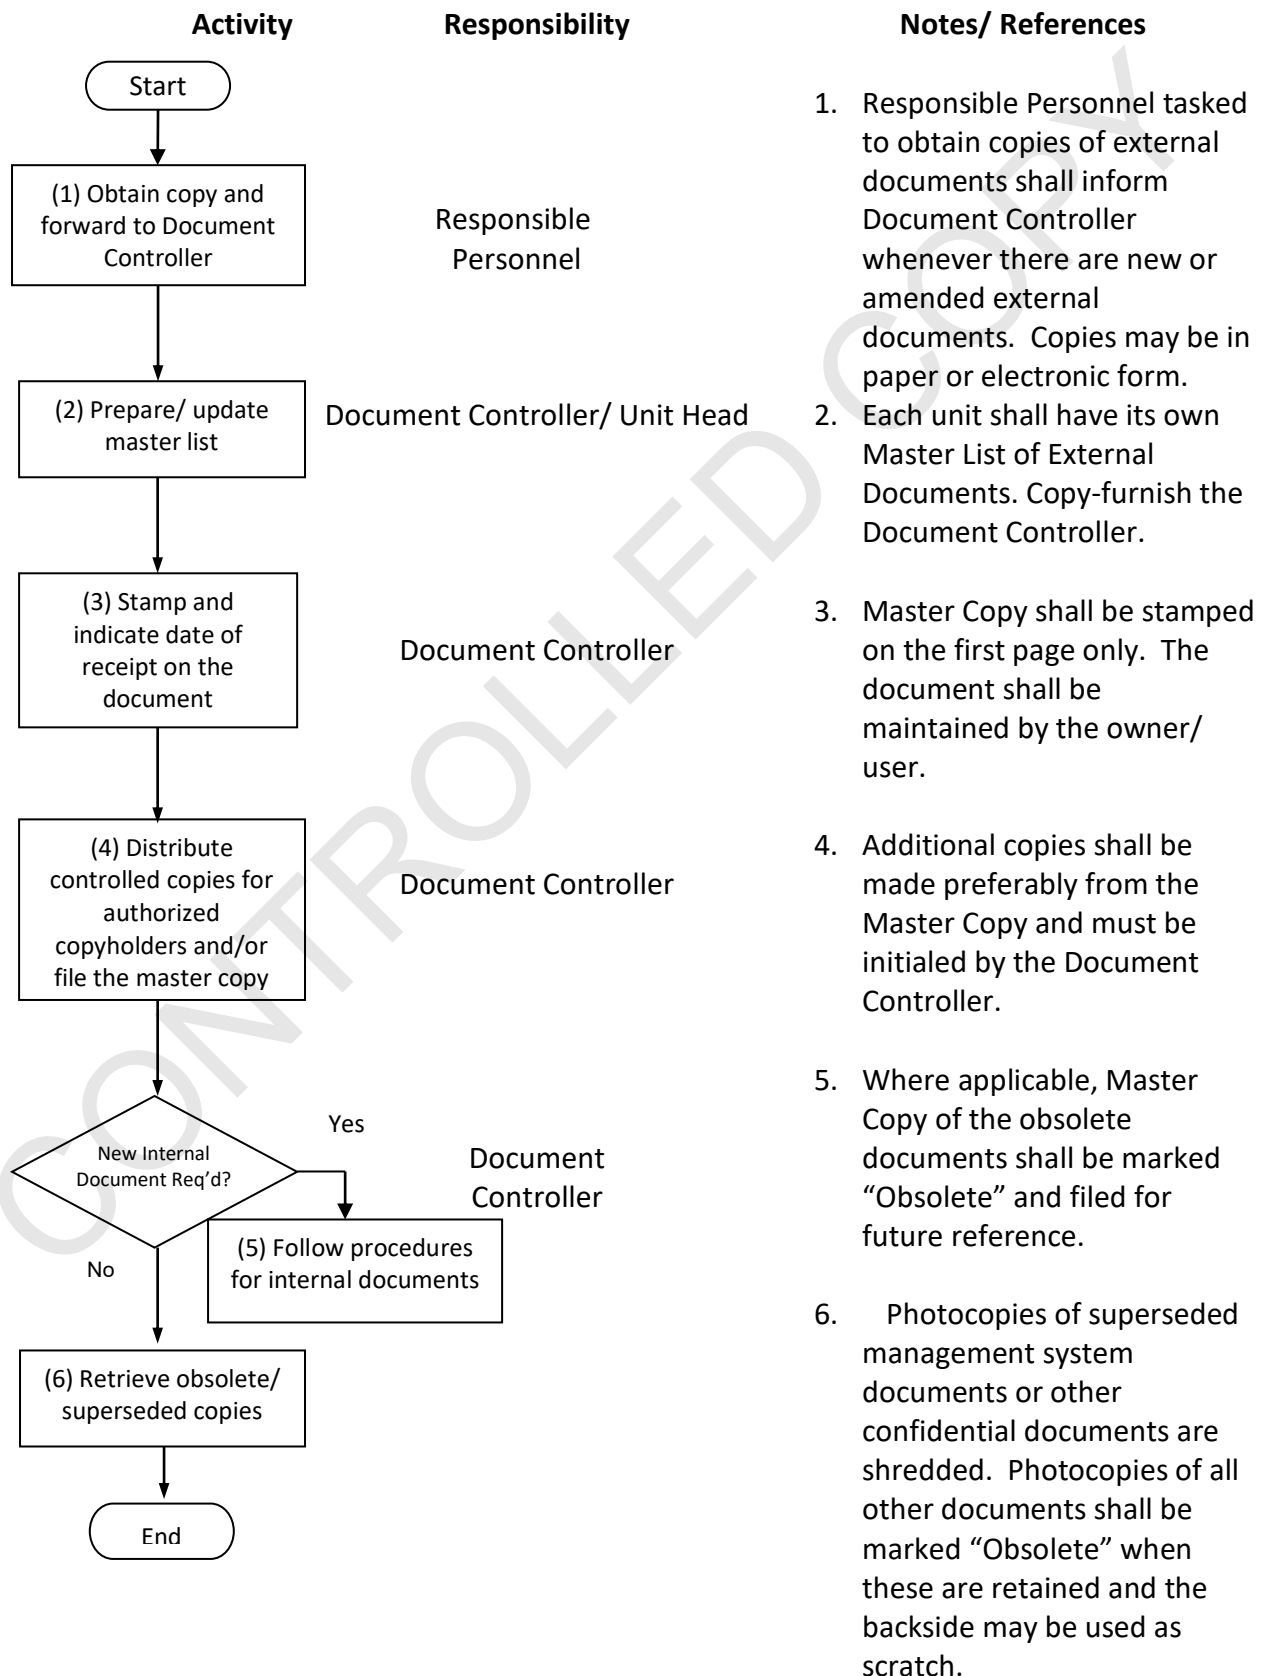 Activity
Responsibility
Notes/ References
Start
(1) Obtain copy and
forward to Document
Controller
Responsible
Personnel
1. Responsible Personnel tasked
to obtain copies of external
documents shall inform
Document Controller
whenever there are new or
amended external
documents. Copies may be in
paper or electronic form.
(2) Prepare/ update
master list
Document Controller/ Unit Head
2. Each unit shall have its own
Master List of External
Documents. Copy-furnish the
Document Controller.
(3) Stamp and
indicate date of
receipt on the
document
Document Controller
3. Master Copy shall be stamped
on the first page only. The
document shall be
maintained by the owner/
user.
(4) Distribute
controlled copies for
authorized
copyholders and/or
file the master copy
Document Controller
4. Additional copies shall be
made preferably from the
Master Copy and must be
initialed by the Document
Controller.
New Internal
Document Req’d?
Yes
No
Document
Controller
(5) Follow procedures
for internal documents
5. Where applicable, Master
Copy of the obsolete
documents shall be marked
“Obsolete” and filed for
future reference.
(6) Retrieve obsolete/
superseded copies
End
6. Photocopies of superseded
management system
documents or other
confidential documents are
shredded. Photocopies of all
other documents shall be
marked “Obsolete” when
these are retained and the
backside may be used as
scratch.
CONTROLLED COPY